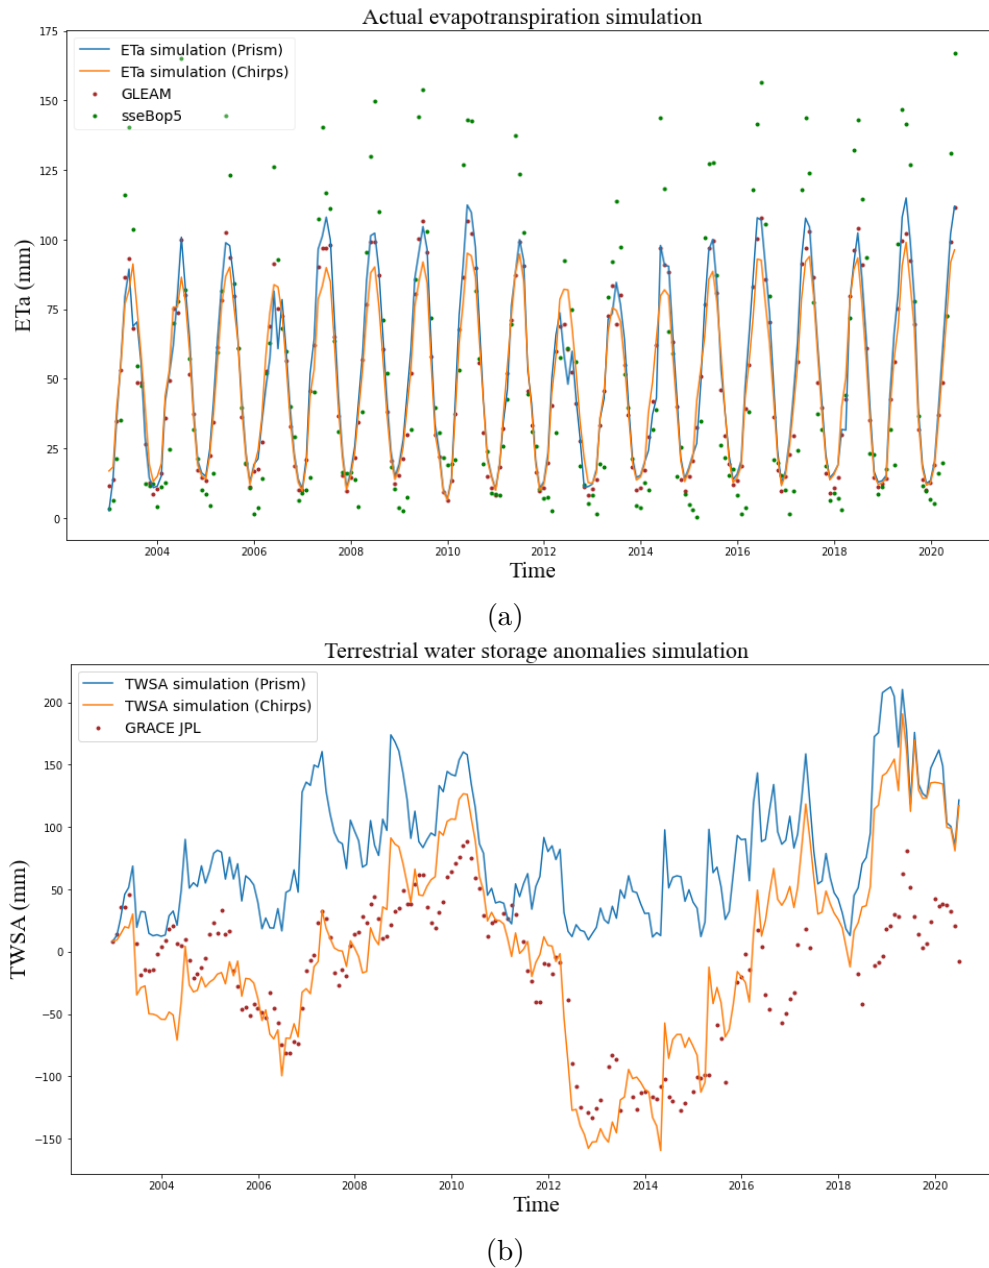 Actual evapotranspiration simulation
175
150
125
100
75
50
25
0
ETa (mm)
ETa simulation (Prism)
ETa simulation (Chirps)
GLEAM
sseBop5
2004 2006 2008 2010 2012 2014 2016 2018 2020
Time
(a)
Terrestrial water storage anomalies simulation
200
150
100
50
0
−50
−100
−150
TWSA (mm)
TWSA simulation (Prism)
TWSA simulation (Chirps)
GRACE JPL
2004 2006 2008 2010 2012 2014 2016 2018 2020
Time
(b)